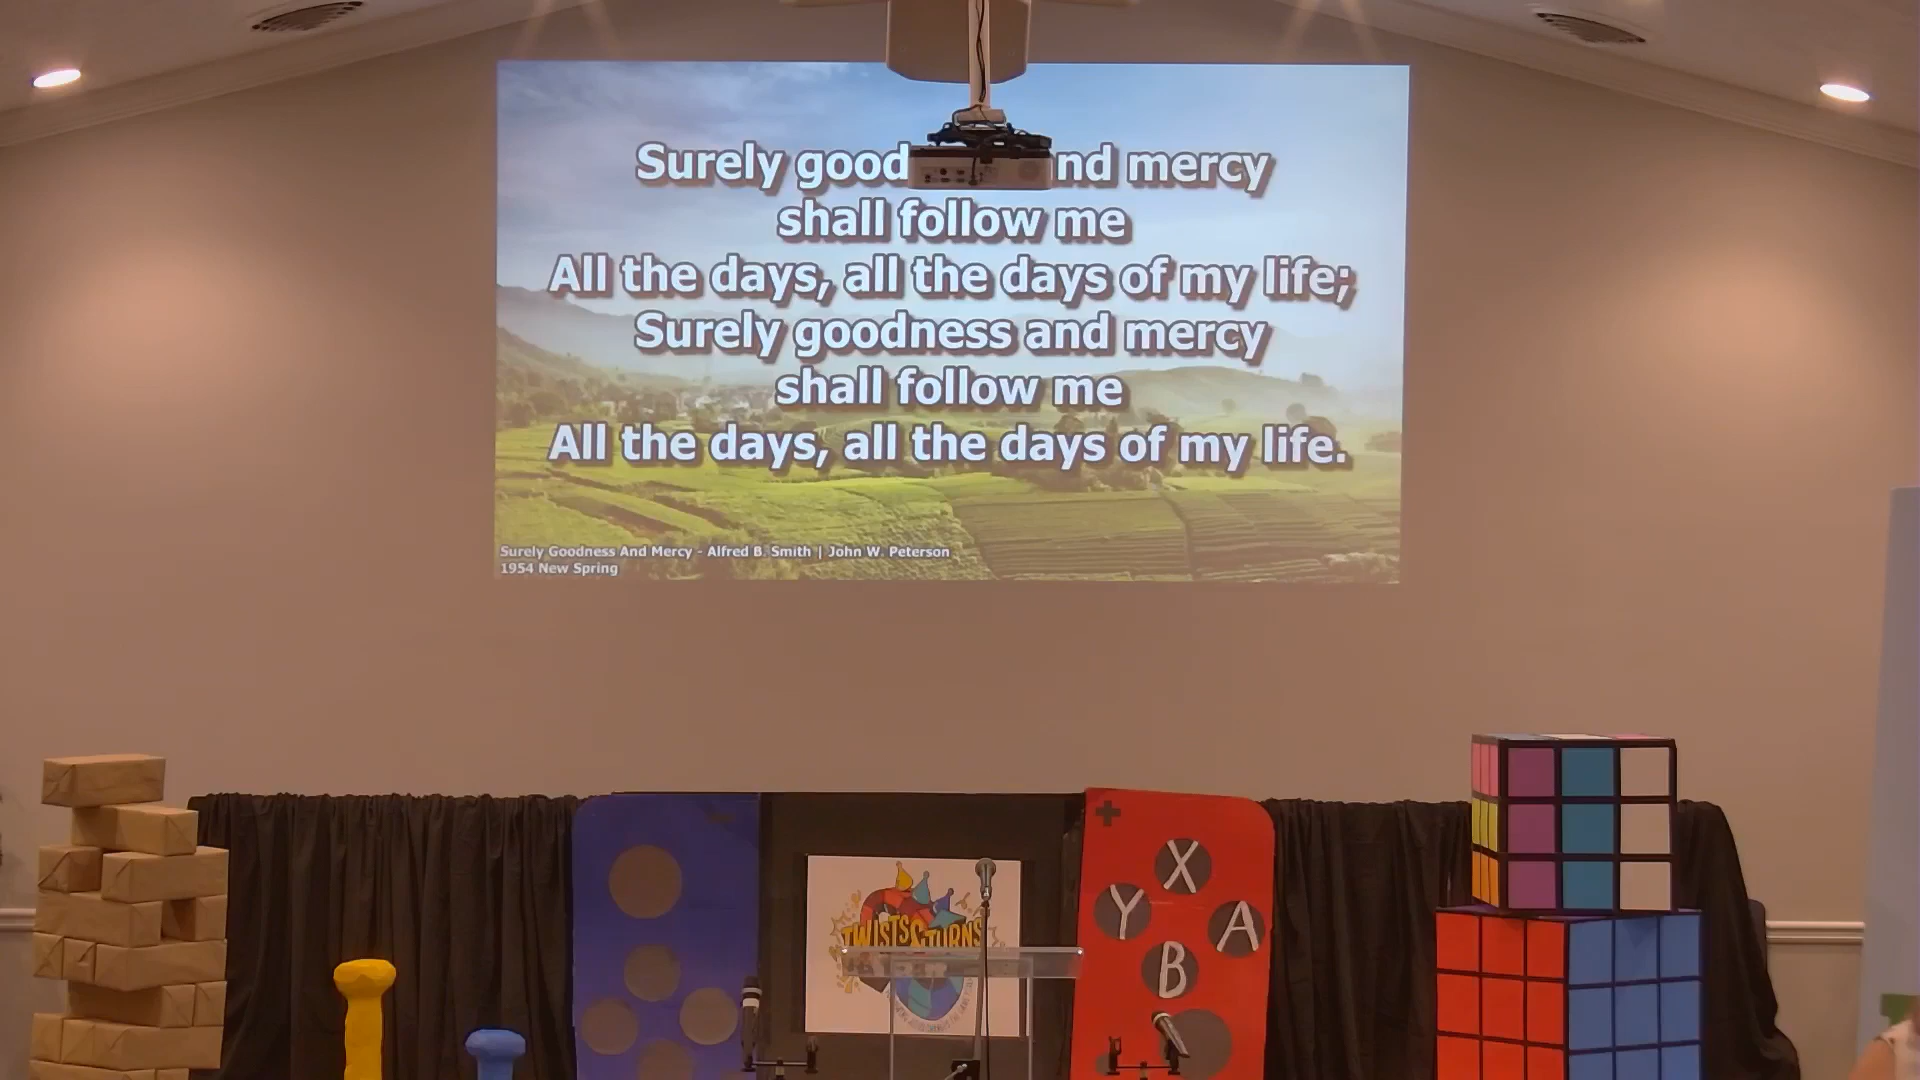 Surely good nd mercy
shall follow me
All the days, all the days of my life;
Surely goodness and mercy
shall follow me
All the days, all the days of my life.
Surely Goodness And Mercy - Alfred B. Smith | John W. Peterson
1954 New Spring
X
Y A
B
TWISTS&TURNS